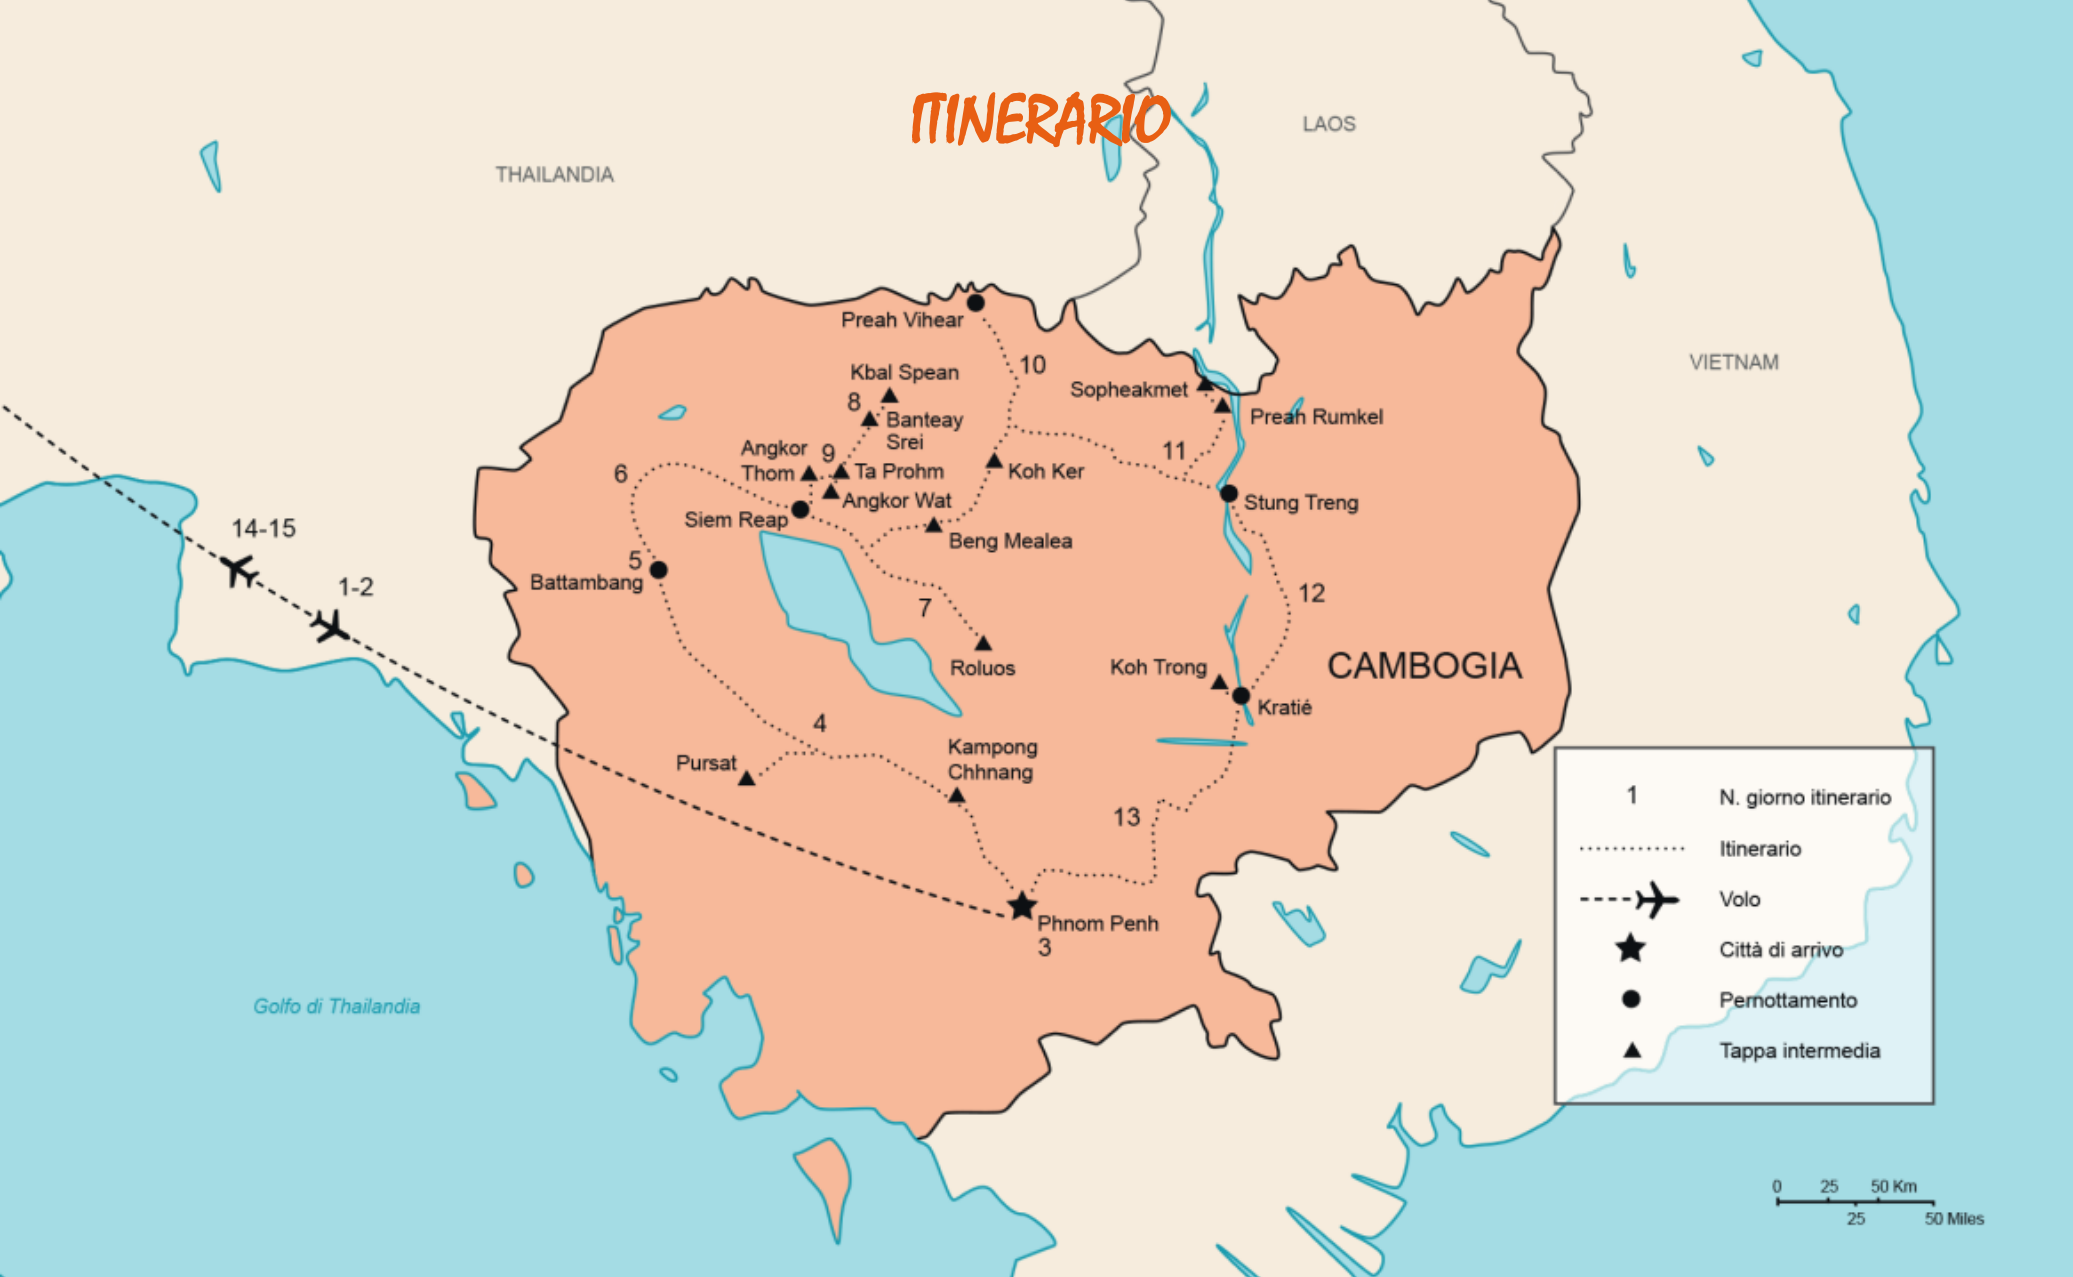 ITINERARIO
LAOS
THAILANDIA
Preah Vihear
10
VIETNAM
Kbal Spean
8
Sopheakmet
Preah Rumkel
Banteay
Srei
Angkor
Thom
9
Ta Prohm
11
Koh Ker
6
Angkor Wat
Siem Reap
Stung Treng
14-15
Beng Mealea
5
Battambang
1-2
7
12
Roluos
Koh Trong
CAMBOGIA
Kratié
4
Pursat
Kampong
Chhnang
13
Phnom Penh
3
Golfo di Thailandia
1 N. giorno itinerario
Itinerario
Volo
Città di arrivo
Pernottamento
Tappa intermedia
0 25 50 Km
25 50 Miles